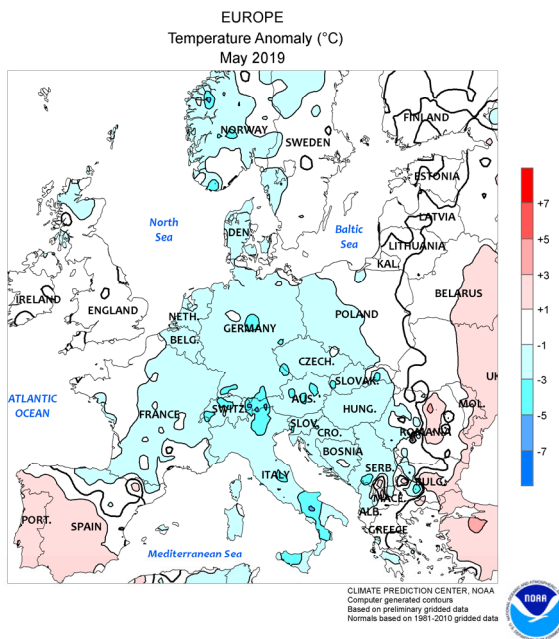 EUROPE
Temperature Anomaly (°C)
May 2019
NORWAY
SWEDEN
FINLAND
ESTONIA
LATVIA
LITHUANIA
KAL.
North
Sea
Baltic
Sea
DEN.
IRELAND
ENGLAND
NETH.
BELG.
GERMANY
POLAND
BELARUS
CZECH.
SLOVAK.
UK
ATLANTIC
OCEAN
FRANCE
SWITZ.
AUS.
HUNG.
MOL.
SLOV.
CRO.
ROMANIA
BOSNIA
ITALY
SERB.
BULG.
MACE.
ALB.
GREECE
PORT.
SPAIN
Mediterranean Sea
+7
+5
+3
+1
-1
-3
-5
-7
CLIMATE PREDICTION CENTER, NOAA
Computer generated contours
Based on preliminary gridded data
Normals based on 1981-2010 gridded data
NOAA